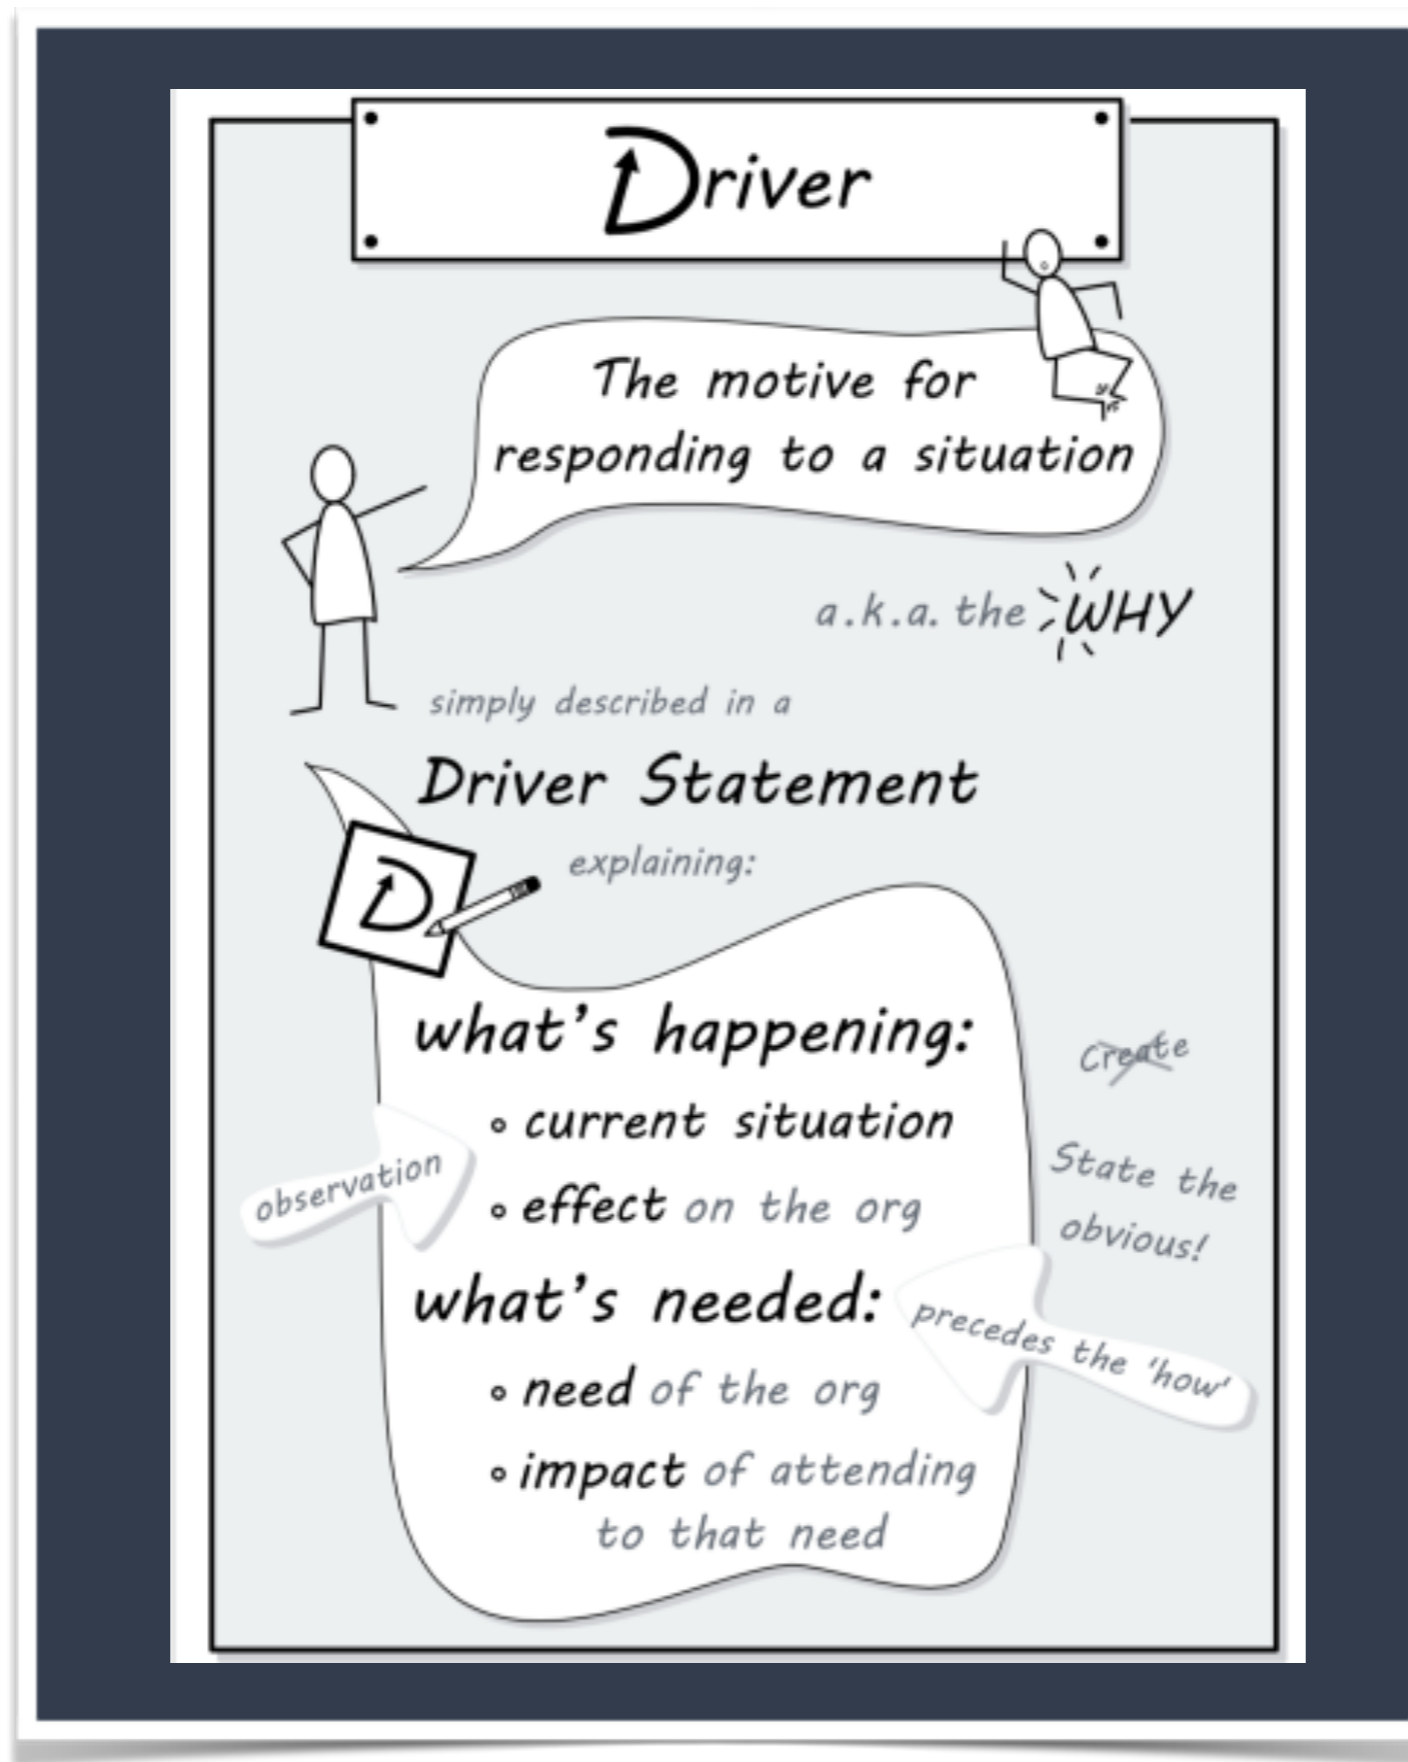 Driver
The motive for
responding to a situation
a.k.a. the WHY
simply described in a
Driver Statement
explaining:
D
what's happening:
Create
◦ current situation
observation
State the
◦ effect on the org
obvious!
what's needed:
precedes the 'how'
◦ need of the org
◦ impact of attending
to that need